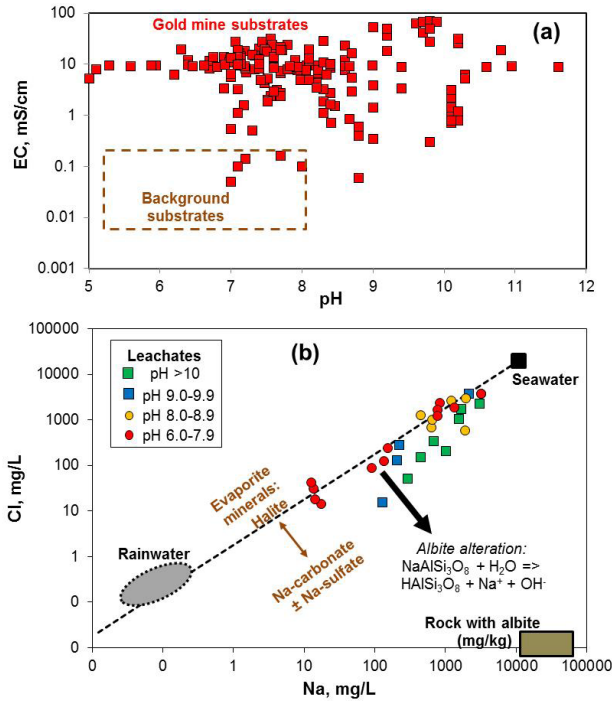 Gold mine substrates
(a)
100
10
1
0.1
0.01
0.001
EC, mS/cm
Background
substrates
5
6
7
8
9
10
11
12
pH
(b)
100000
10000
1000
100
10
1
0
0
Cl, mg/L
Leachates
pH >10
pH 9.0-9.9
pH 8.0-8.9
pH 6.0-7.9
Seawater
Evaporite
minerals:
Halite
Na-carbonate
± Na-sulfate
Rainwater
Albite alteration:
NaAlSi₃O₈ + H₂O =>
HAlSi₃O₈ + Na⁺ + OH⁻
Rock with albite
(mg/kg)
0
0
1
10
100
1000
10000
100000
Na, mg/L